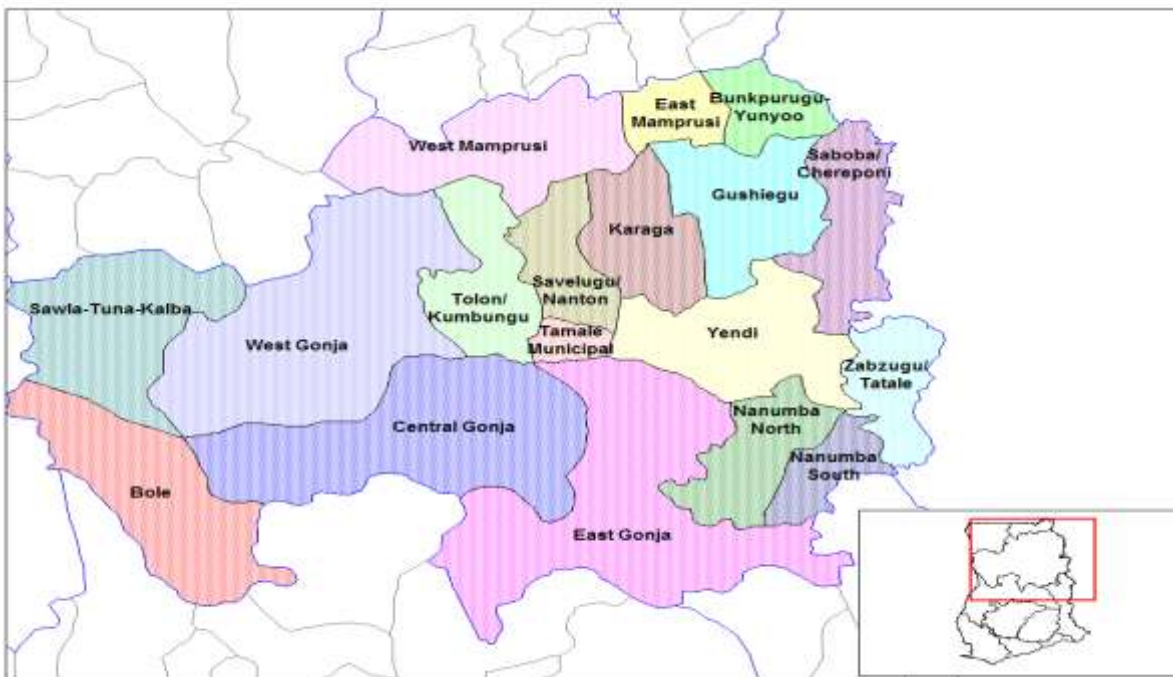 East
Mamprusi
Bunkpurugu-
Yunyoo
West Mamprusi
Saboba/
Chereponi
Gushiegu
Karaga
Sawla-Tuna-Kalba
Savelugu/
Nanton
Tolon/
Kumbungu
West Gonja
Tamale
Municipal
Yendi
Zabzugu/
Tatale
Nanumba
North
Central Gonja
Nanumba
South
Bole
East Gonja